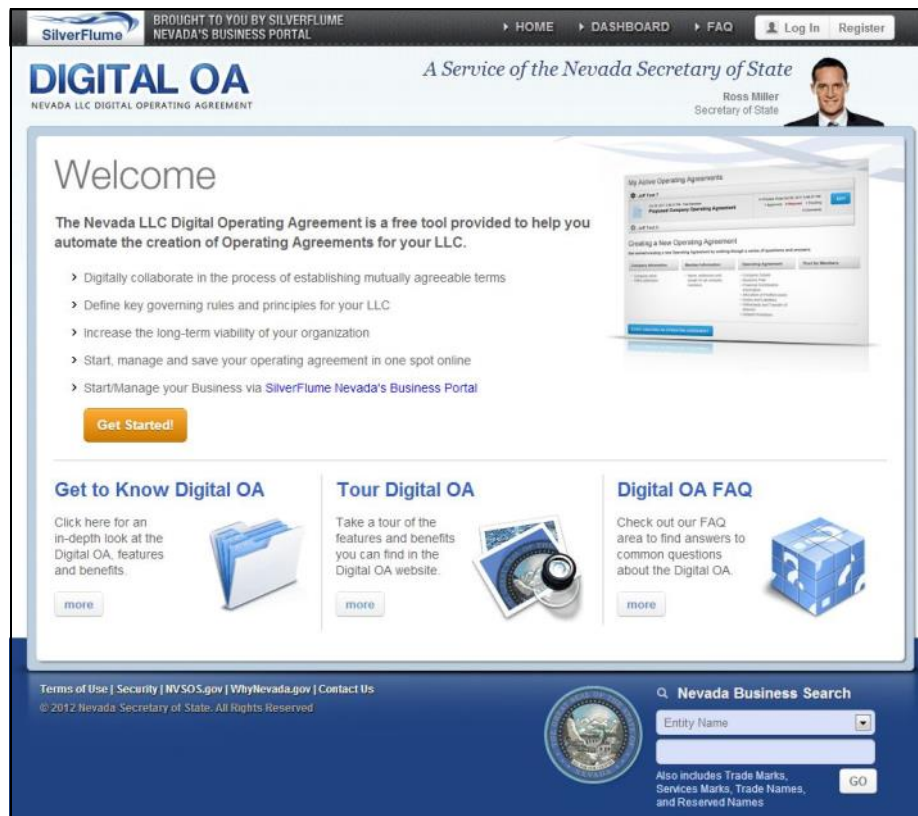 SilverFlume
BROUGHT TO YOU BY SILVERFLUME
NEVADA'S BUSINESS PORTAL
HOME
DASHBOARD
FAQ
Log In
Register
DIGITAL OA
NEVADA LLC DIGITAL OPERATING AGREEMENT
A Service of the Nevada Secretary of State
Ross Miller
Secretary of State
Welcome
The Nevada LLC Digital Operating Agreement is a free tool provided to help you
automate the creation of Operating Agreements for your LLC.
Digitally collaborate in the process of establishing mutually agreeable terms
Define key governing rules and principles for your LLC
Increase the long-term viability of your organization
Start, manage and save your operating agreement in one spot online
Start/Manage your Business via SilverFlume Nevada's Business Portal
Get Started!
My Active Operating Agreements
Proposed Company Operating Agreement
Creating a New Operating Agreement
Get to Know Digital OA
Click here for an
in-depth look at the
Digital OA, features
and benefits.
more
Tour Digital OA
Take a tour of the
features and benefits
you can find in the
Digital OA website.
more
Digital OA FAQ
Check out our FAQ
area to find answers to
common questions
about the Digital OA.
more
Terms of Use | Security | NVSOS.gov | WhyNevada.gov | Contact Us
© 2012 Nevada Secretary of State. All Rights Reserved
Nevada Business Search
Entity Name
Also includes Trade Marks,
Services Marks, Trade Names,
and Reserved Names
GO